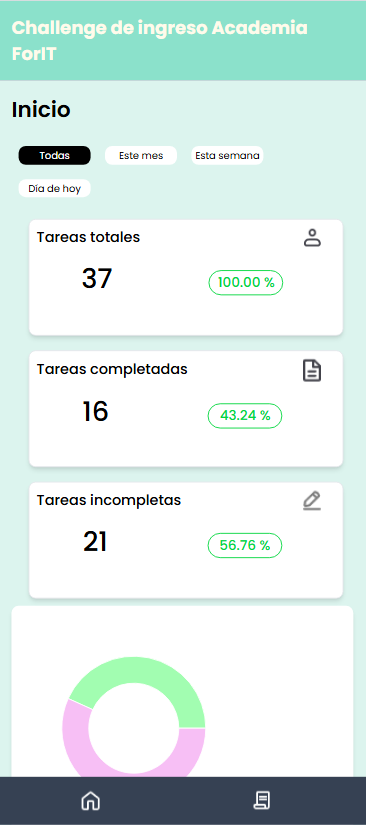 Challenge de ingreso Academia
ForIT
Inicio
Todas Este mes Esta semana
Día de hoy
Tareas totales
37 100.00 %
Tareas completadas
16 43.24 %
Tareas incompletas
21 56.76 %